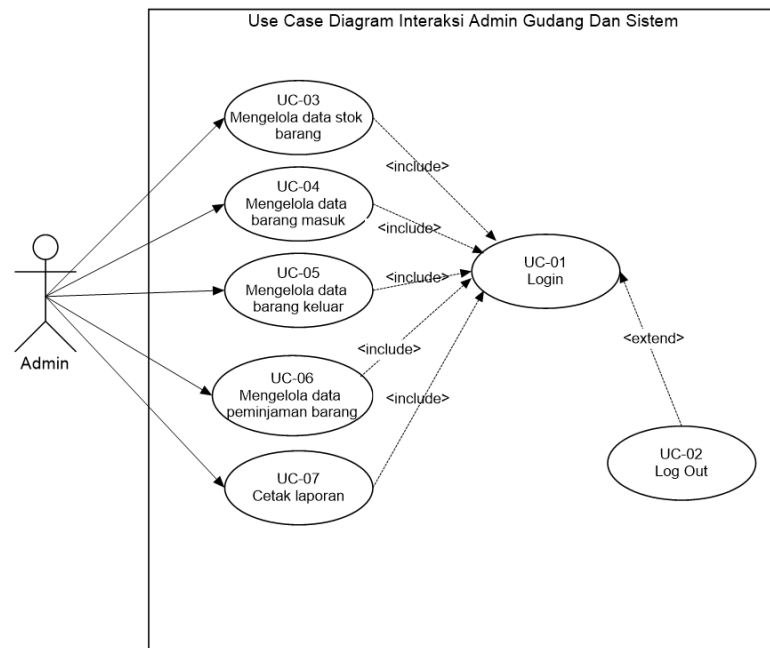 Use Case Diagram Interaksi Admin Gudang Dan Sistem
UC-03
Mengelola data stok
barang
<include>
UC-04
Mengelola data
barang masuk
<include>
UC-05
Mengelola data
barang keluar
<include>
UC-01
Login
Admin
<include>
<extend>
UC-06
Mengelola data
peminjaman barang
<include>
UC-07
Cetak laporan
UC-02
Log Out